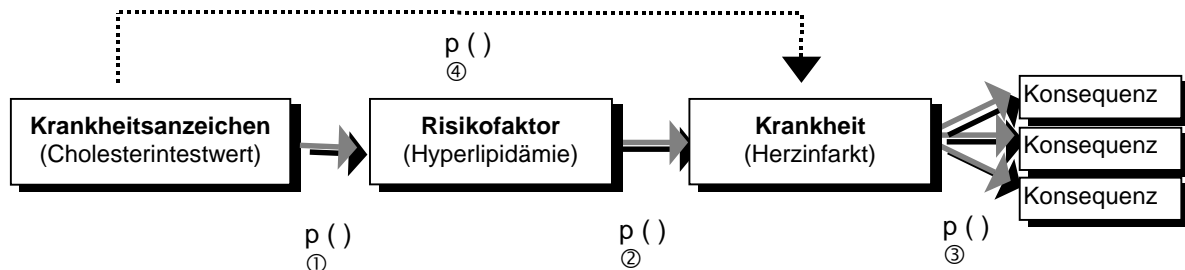 p ( )
④
Krankheitsanzeichen
(Cholesterintestwert)
Risikofaktor
(Hyperlipidämie)
Krankheit
(Herzinfarkt)
Konsequenz
Konsequenz
Konsequenz
p ( )
①
p ( )
②
p ( )
③